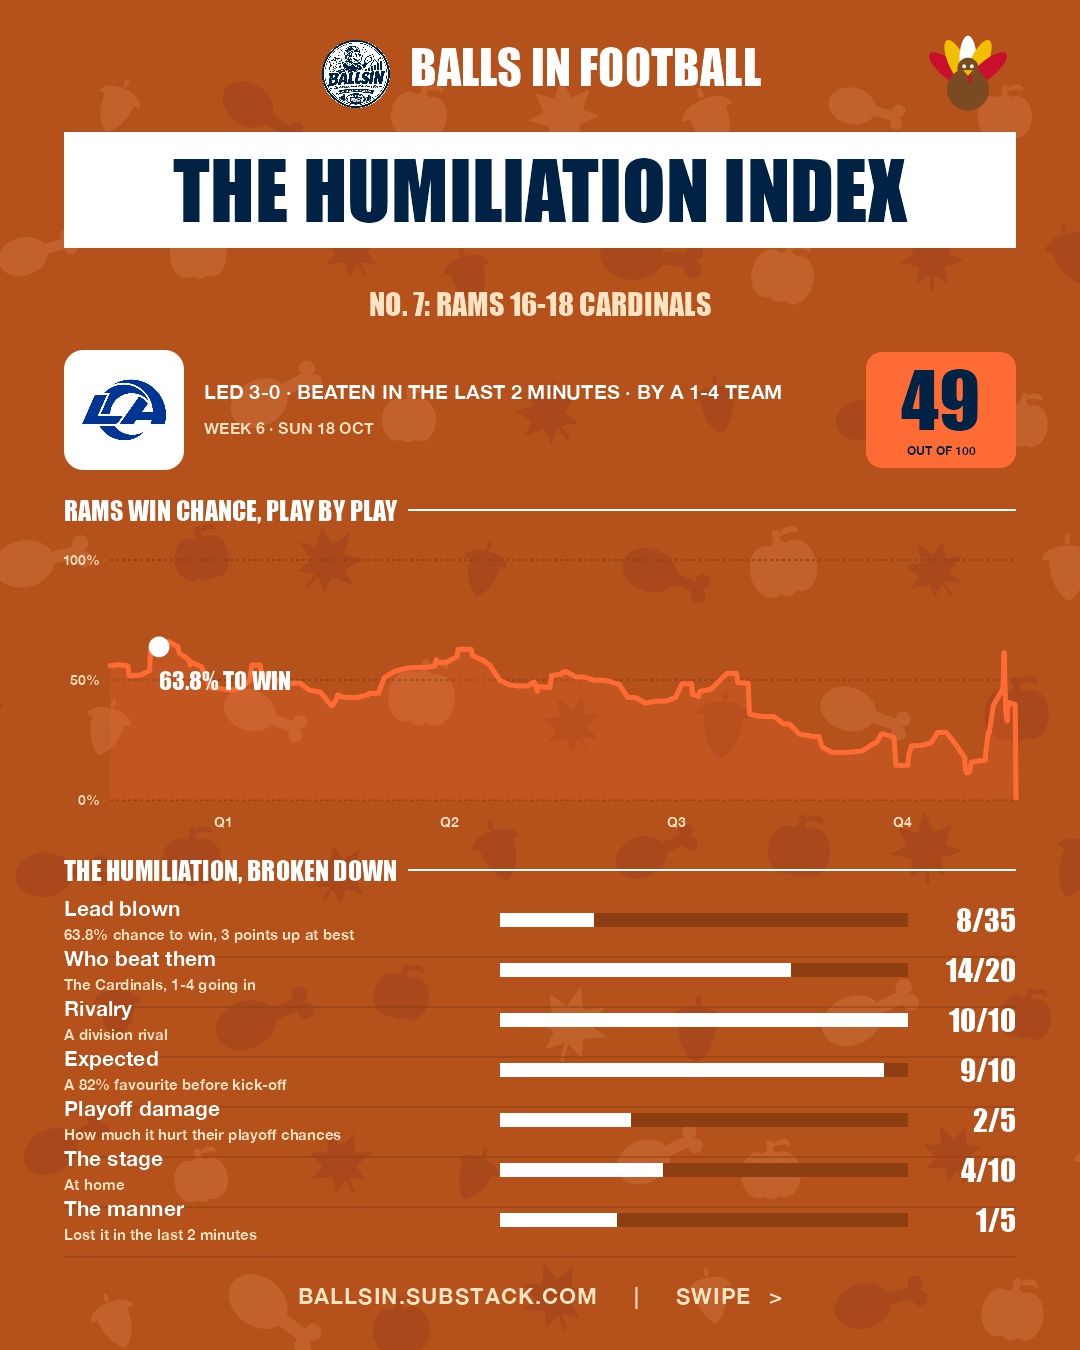 BALLSIN
BALLS IN FOOTBALL
THE HUMILIATION INDEX
NO. 7: RAMS 16-18 CARDINALS
LA
LED 3-0 · BEATEN IN THE LAST 2 MINUTES · BY A 1-4 TEAM
WEEK 6 · SUN 18 OCT
49
OUT OF 100
RAMS WIN CHANCE, PLAY BY PLAY
100%
50%
0%
63.8% TO WIN
Q1 Q2 Q3 Q4
THE HUMILIATION, BROKEN DOWN
Lead blown
63.8% chance to win, 3 points up at best
8/35
Who beat them
The Cardinals, 1-4 going in
14/20
Rivalry
A division rival
10/10
Expected
A 82% favourite before kick-off
9/10
Playoff damage
How much it hurt their playoff chances
2/5
The stage
At home
4/10
The manner
Lost it in the last 2 minutes
1/5
BALLSIN.SUBSTACK.COM | SWIPE >